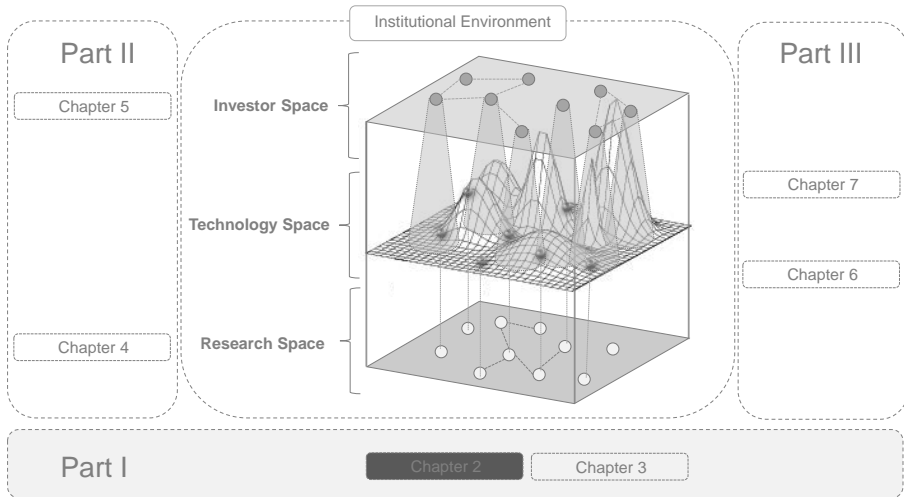 Institutional Environment
Part II
Part III
Investor Space
Chapter 5
Chapter 7
Technology Space
Chapter 6
Research Space
Chapter 4
Part I
Chapter 2
Chapter 3